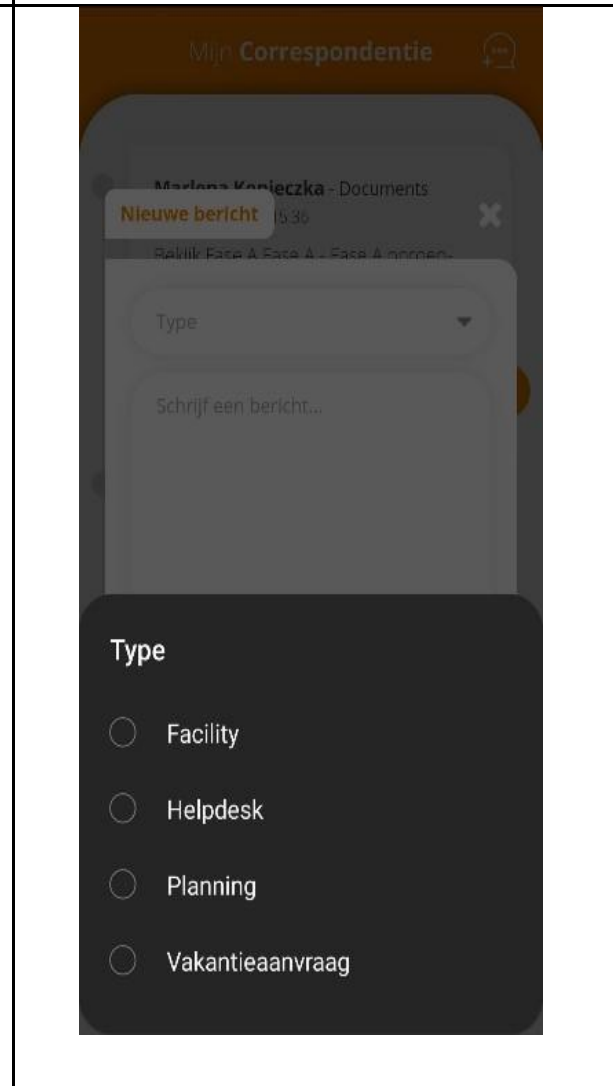 Mijn Correspondentie
Marlena Konieczka - Documents
Nieuwe bericht 15:36
Bekijk Fase A Fase A - Fase A oproep-
Type
Schrijf een bericht...
Type
Facility
Helpdesk
Planning
Vakantieaanvraag